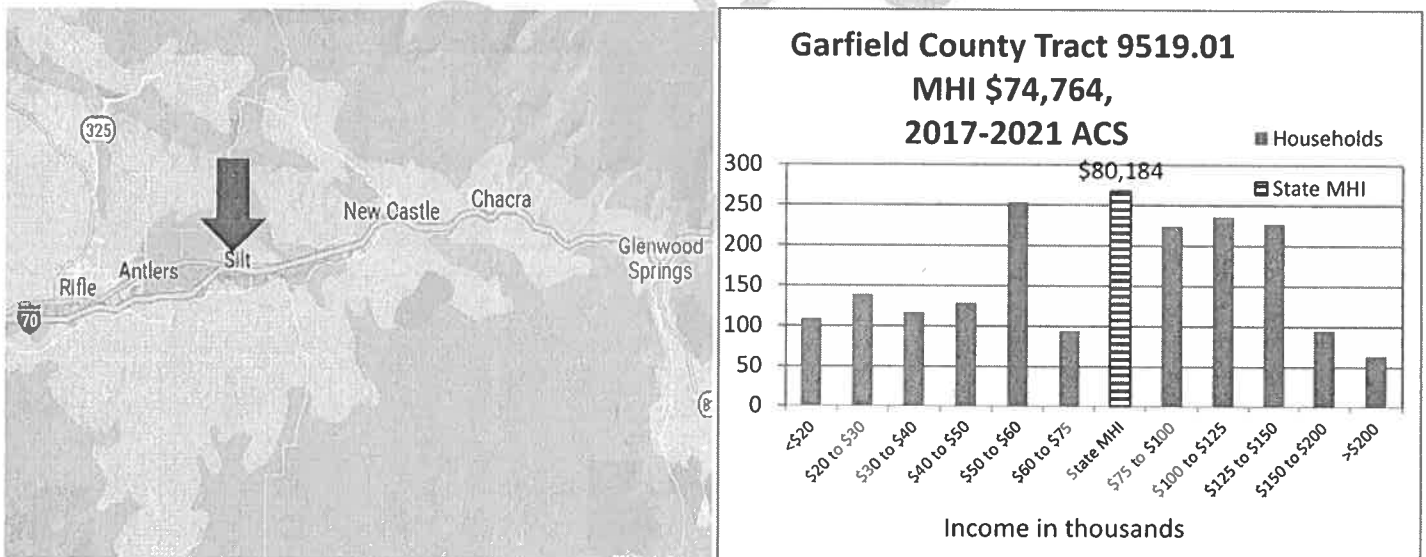 325
New Castle
Chacra
Glenwood
Springs
Silt
Antlers
Rifle
70
8
Garfield County Tract 9519.01
MHI $74,764,
2017-2021 ACS
Households
State MHI
$80,184
300
250
200
150
100
50
0
<$20
$20 to $30
$30 to $40
$40 to $50
$50 to $60
$60 to $75
State MHI
$75 to $100
$100 to $125
$125 to $150
$150 to $200
>$200
Income in thousands